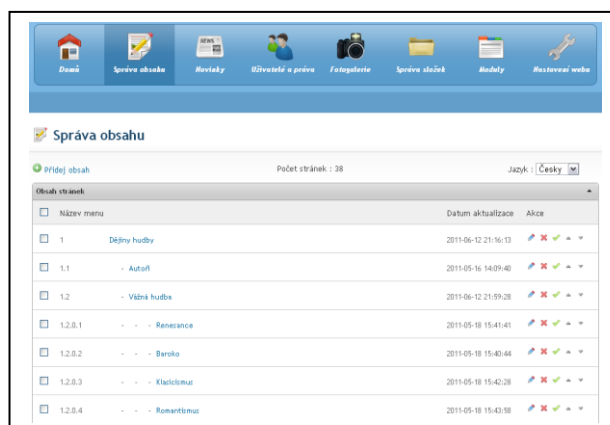 Domů Správa obsahu Novinky Uživatelé a práva Fotogalerie Správa složek Moduly Nastavení webu
Správa obsahu
Přidej obsah Počet stránek : 38 Jazyk : Česky
Obsah stránek
Název menu Datum aktualizace Akce
1 Dějiny hudby 2011-06-12 21:16:13
1.1 - Autoři 2011-05-16 14:09:40
1.2 - Vážná hudba 2011-06-12 21:59:28
1.2.0.1 - - - Renesance 2011-05-18 15:41:41
1.2.0.2 - - - Baroko 2011-05-18 15:40:44
1.2.0.3 - - - Klasicismus 2011-05-18 15:42:28
1.2.0.4 - - - Romantismus 2011-05-18 15:43:58